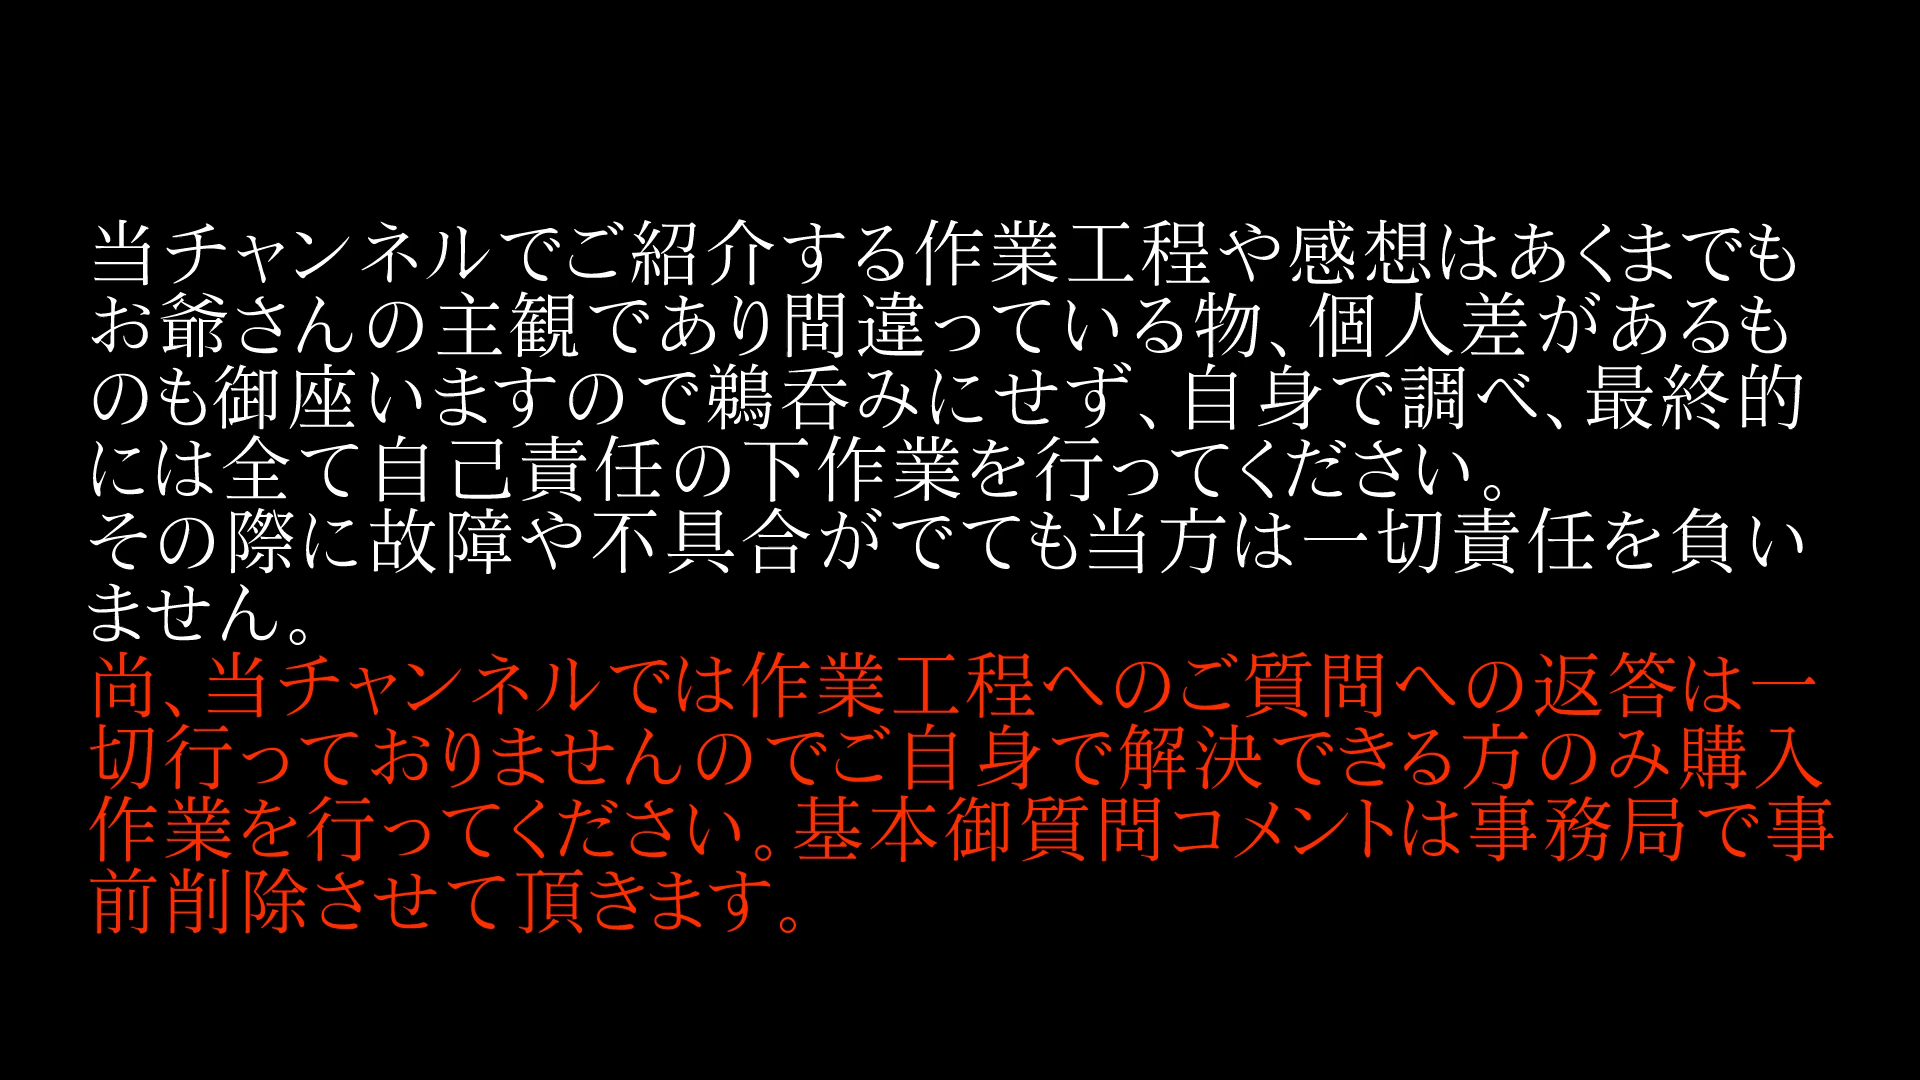 当チャンネルでご紹介する作業工程や感想はあくまでも
お爺さんの主観であり間違っている物、個人差があるも
のも御座いますので鵜呑みにせず、自身で調べ、最終的
には全て自己責任の下作業を行ってください。
その際に故障や不具合がでても当方は一切責任を負い
ません。
尚、当チャンネルでは作業工程へのご質問への返答は一
切行っておりませんのでご自身で解決できる方のみ購入
作業を行ってください。基本御質問コメントは事務局で事
前削除させて頂きます。